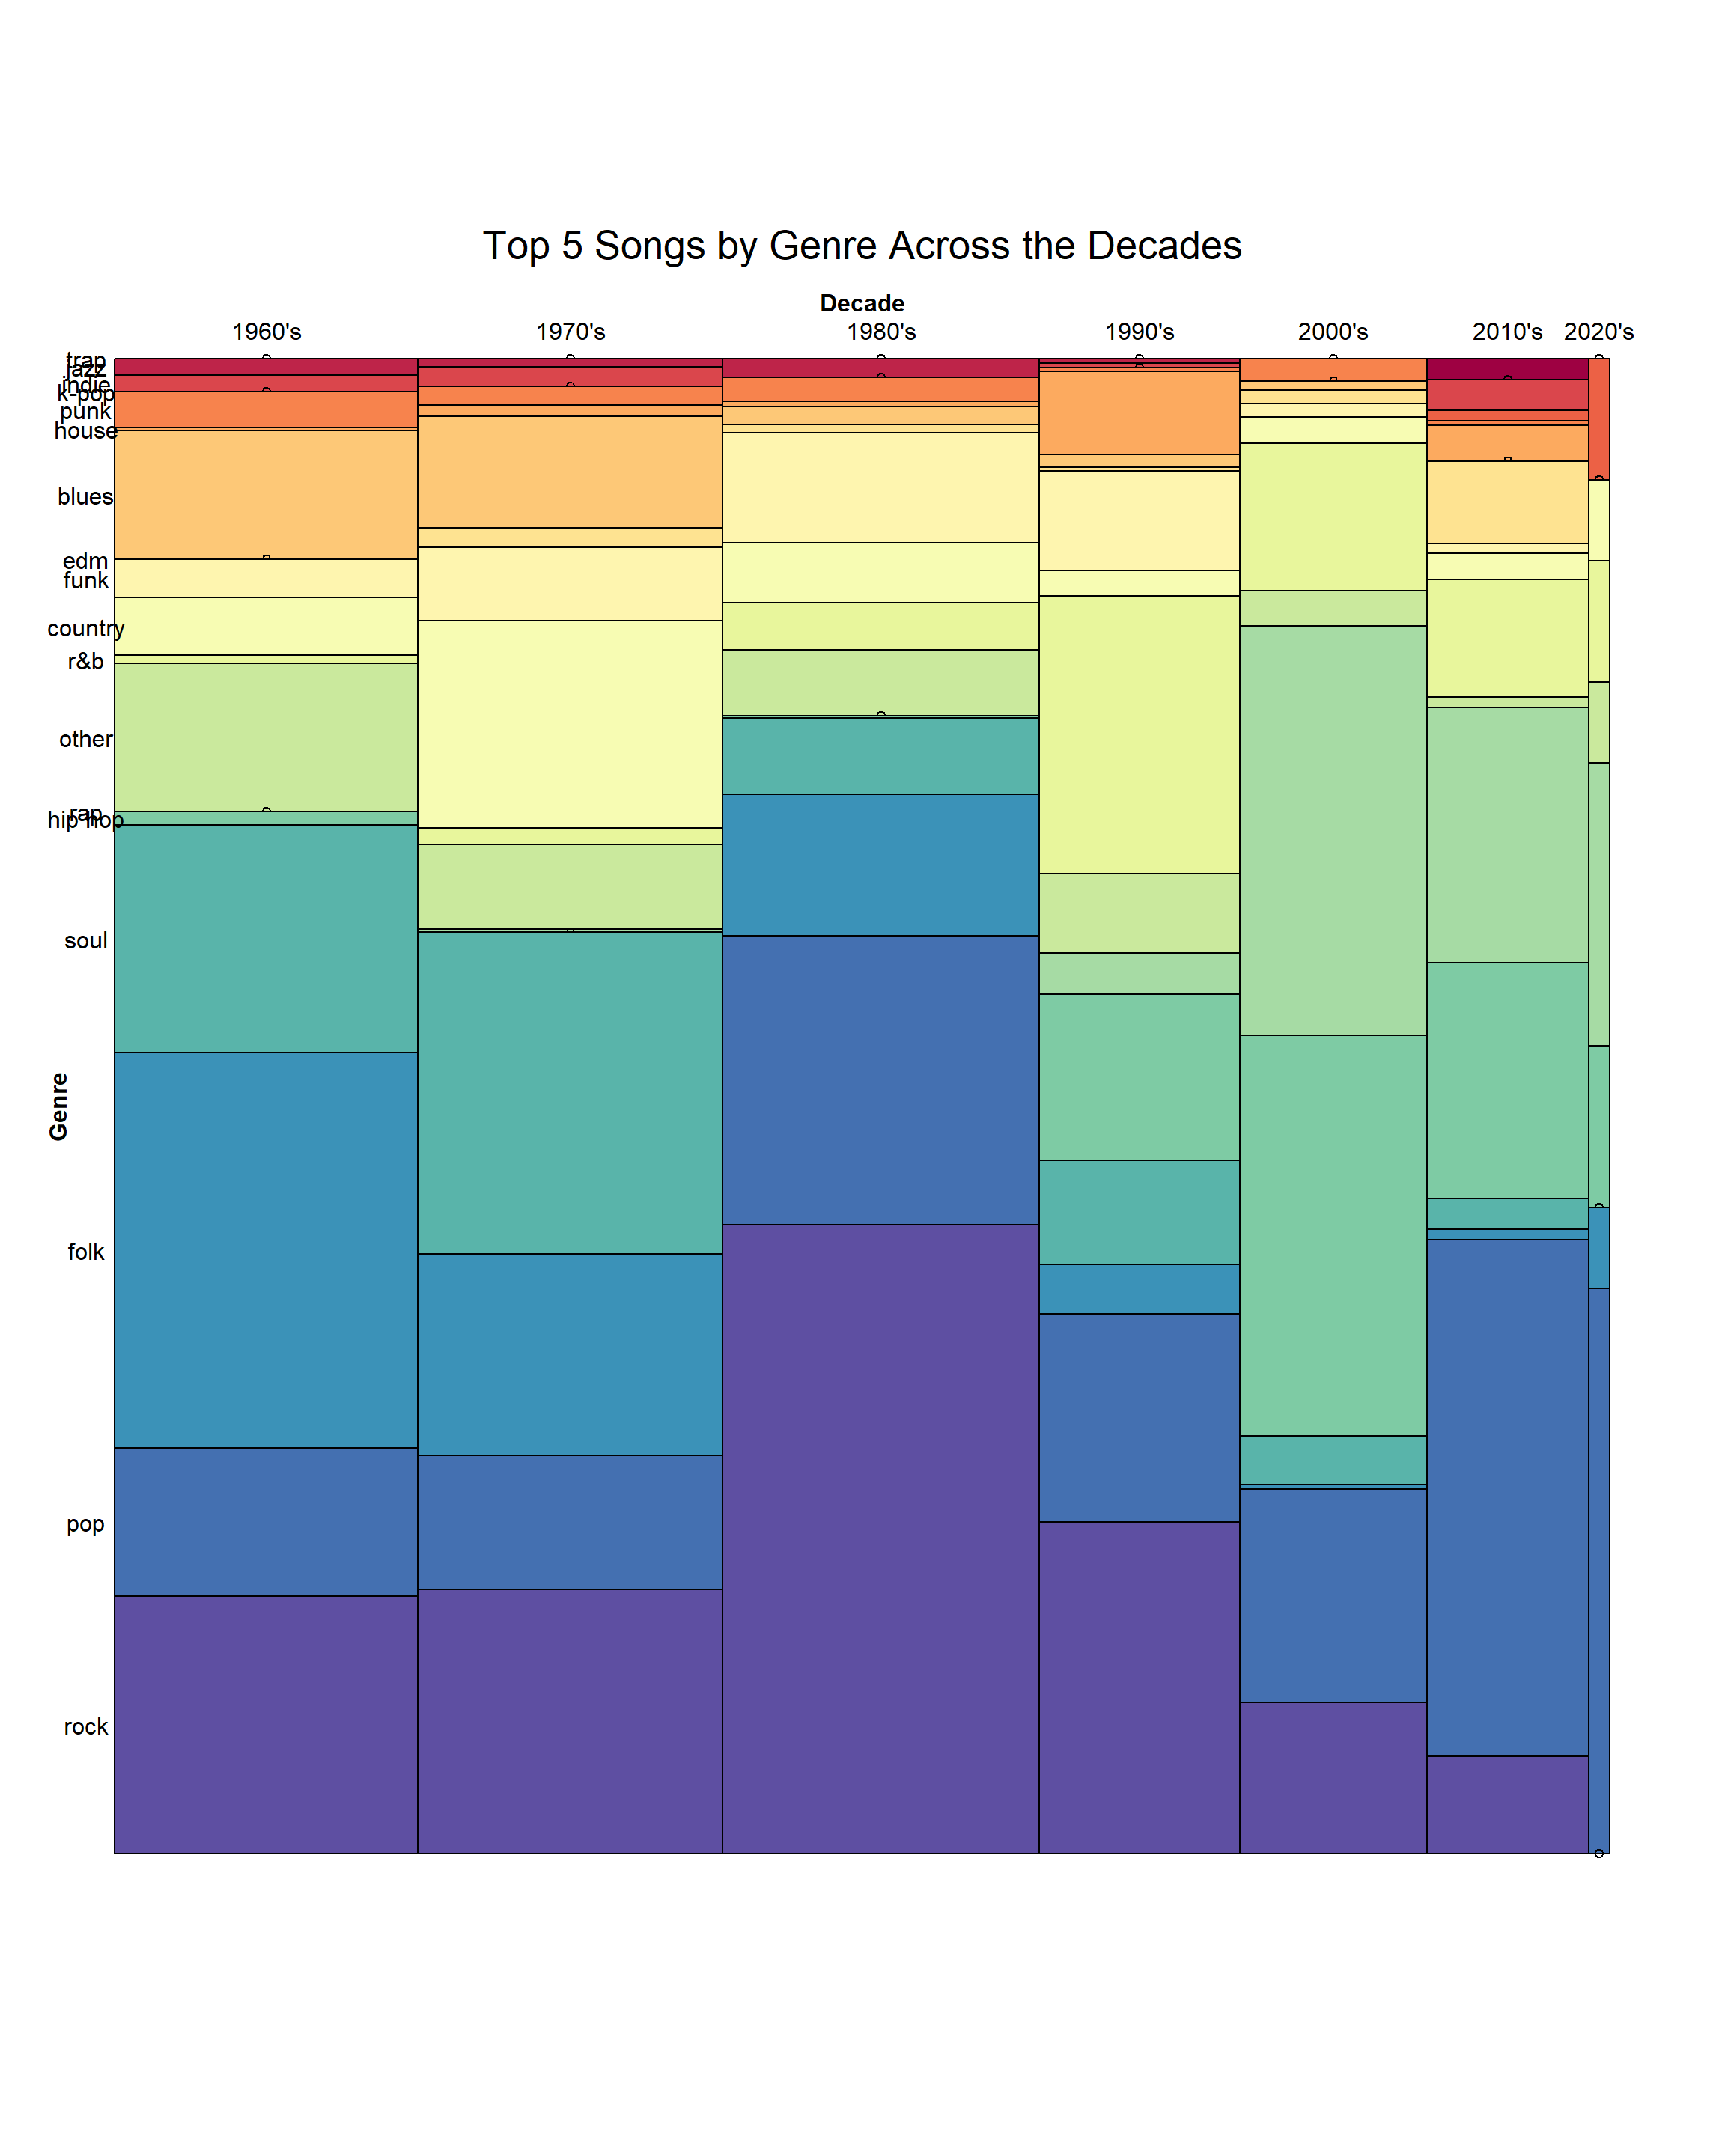 Top 5 Songs by Genre Across the Decades
Decade
1960's 1970's 1980's 1990's 2000's 2010's 2020's
trap
jazz
indie
k-pop
punk
house
blues
edm
funk
country
r&b
other
rap
hip hop
soul
Genre
folk
pop
rock